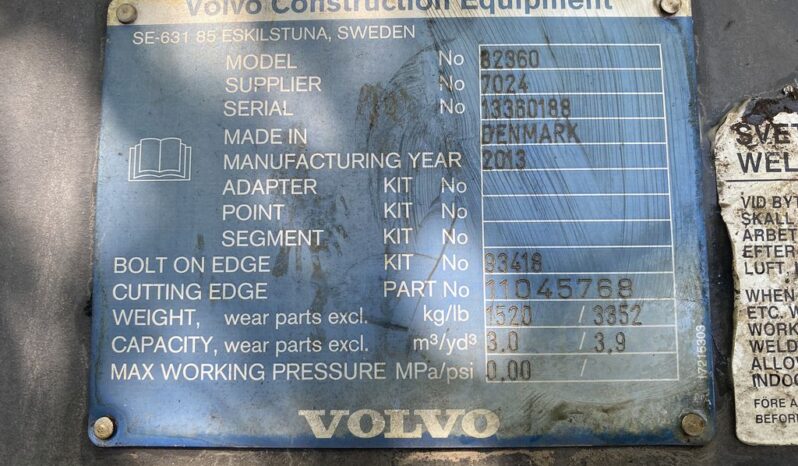 Volvo Construction Equipment
SE-631 85 ESKILSTUNA, SWEDEN
MODEL No 82360
SUPPLIER No 7024
SERIAL No 13360188
MADE IN DENMARK
MANUFACTURING YEAR 2013
ADAPTER KIT No
POINT KIT No
SEGMENT KIT No
BOLT ON EDGE KIT No 93418
CUTTING EDGE PART No 11045768
WEIGHT, wear parts excl. kg/lb 1520 / 3352
CAPACITY, wear parts excl. m³/yd³ 3.0 / 3.9
MAX WORKING PRESSURE MPa/psi 0.00 /
VOLVO
SVET
WEL
VID BYT
SKALL
ARBET
EFTER
LUFT,
WHEN
ETC. W
WORK
WELD
ALLO
INDOO
FÖRE A
BEFOR